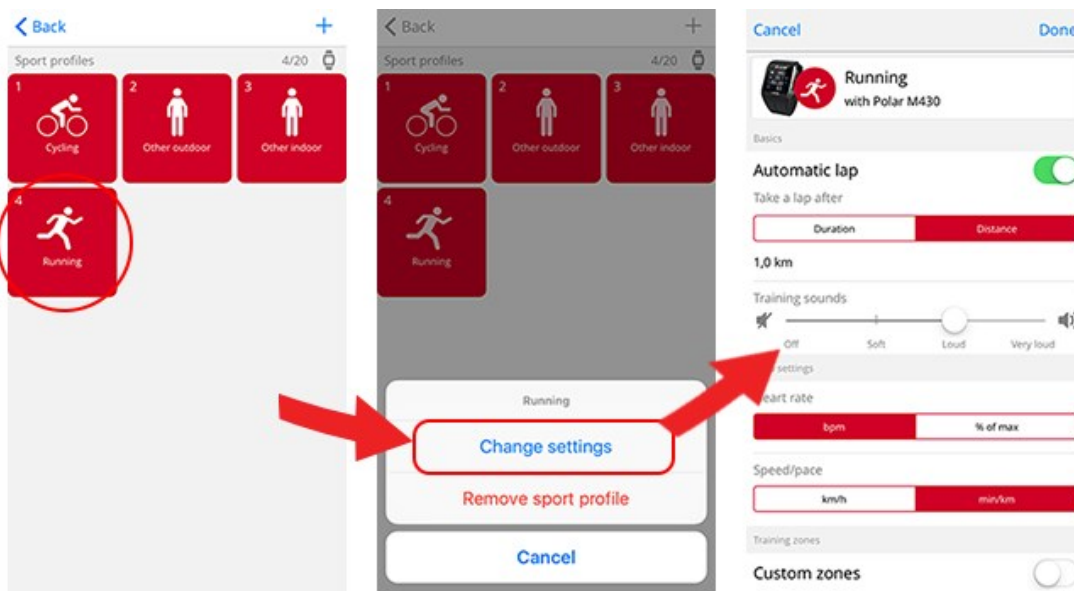 Back +
Sport profiles 4/20
1 2 3
Cycling Other outdoor Other indoor
4
Running
Back +
Sport profiles 4/20
1 2 3
Cycling Other outdoor Other indoor
4
Running
Running
Change settings
Remove sport profile
Cancel
Cancel Done
Running
with Polar M430
Basics
Automatic lap
Take a lap after
Duration Distance
1,0 km
Training sounds
Off Soft Loud Very loud
settings
eart rate
bpm % of max
Speed/pace
km/h min/km
Training zones
Custom zones